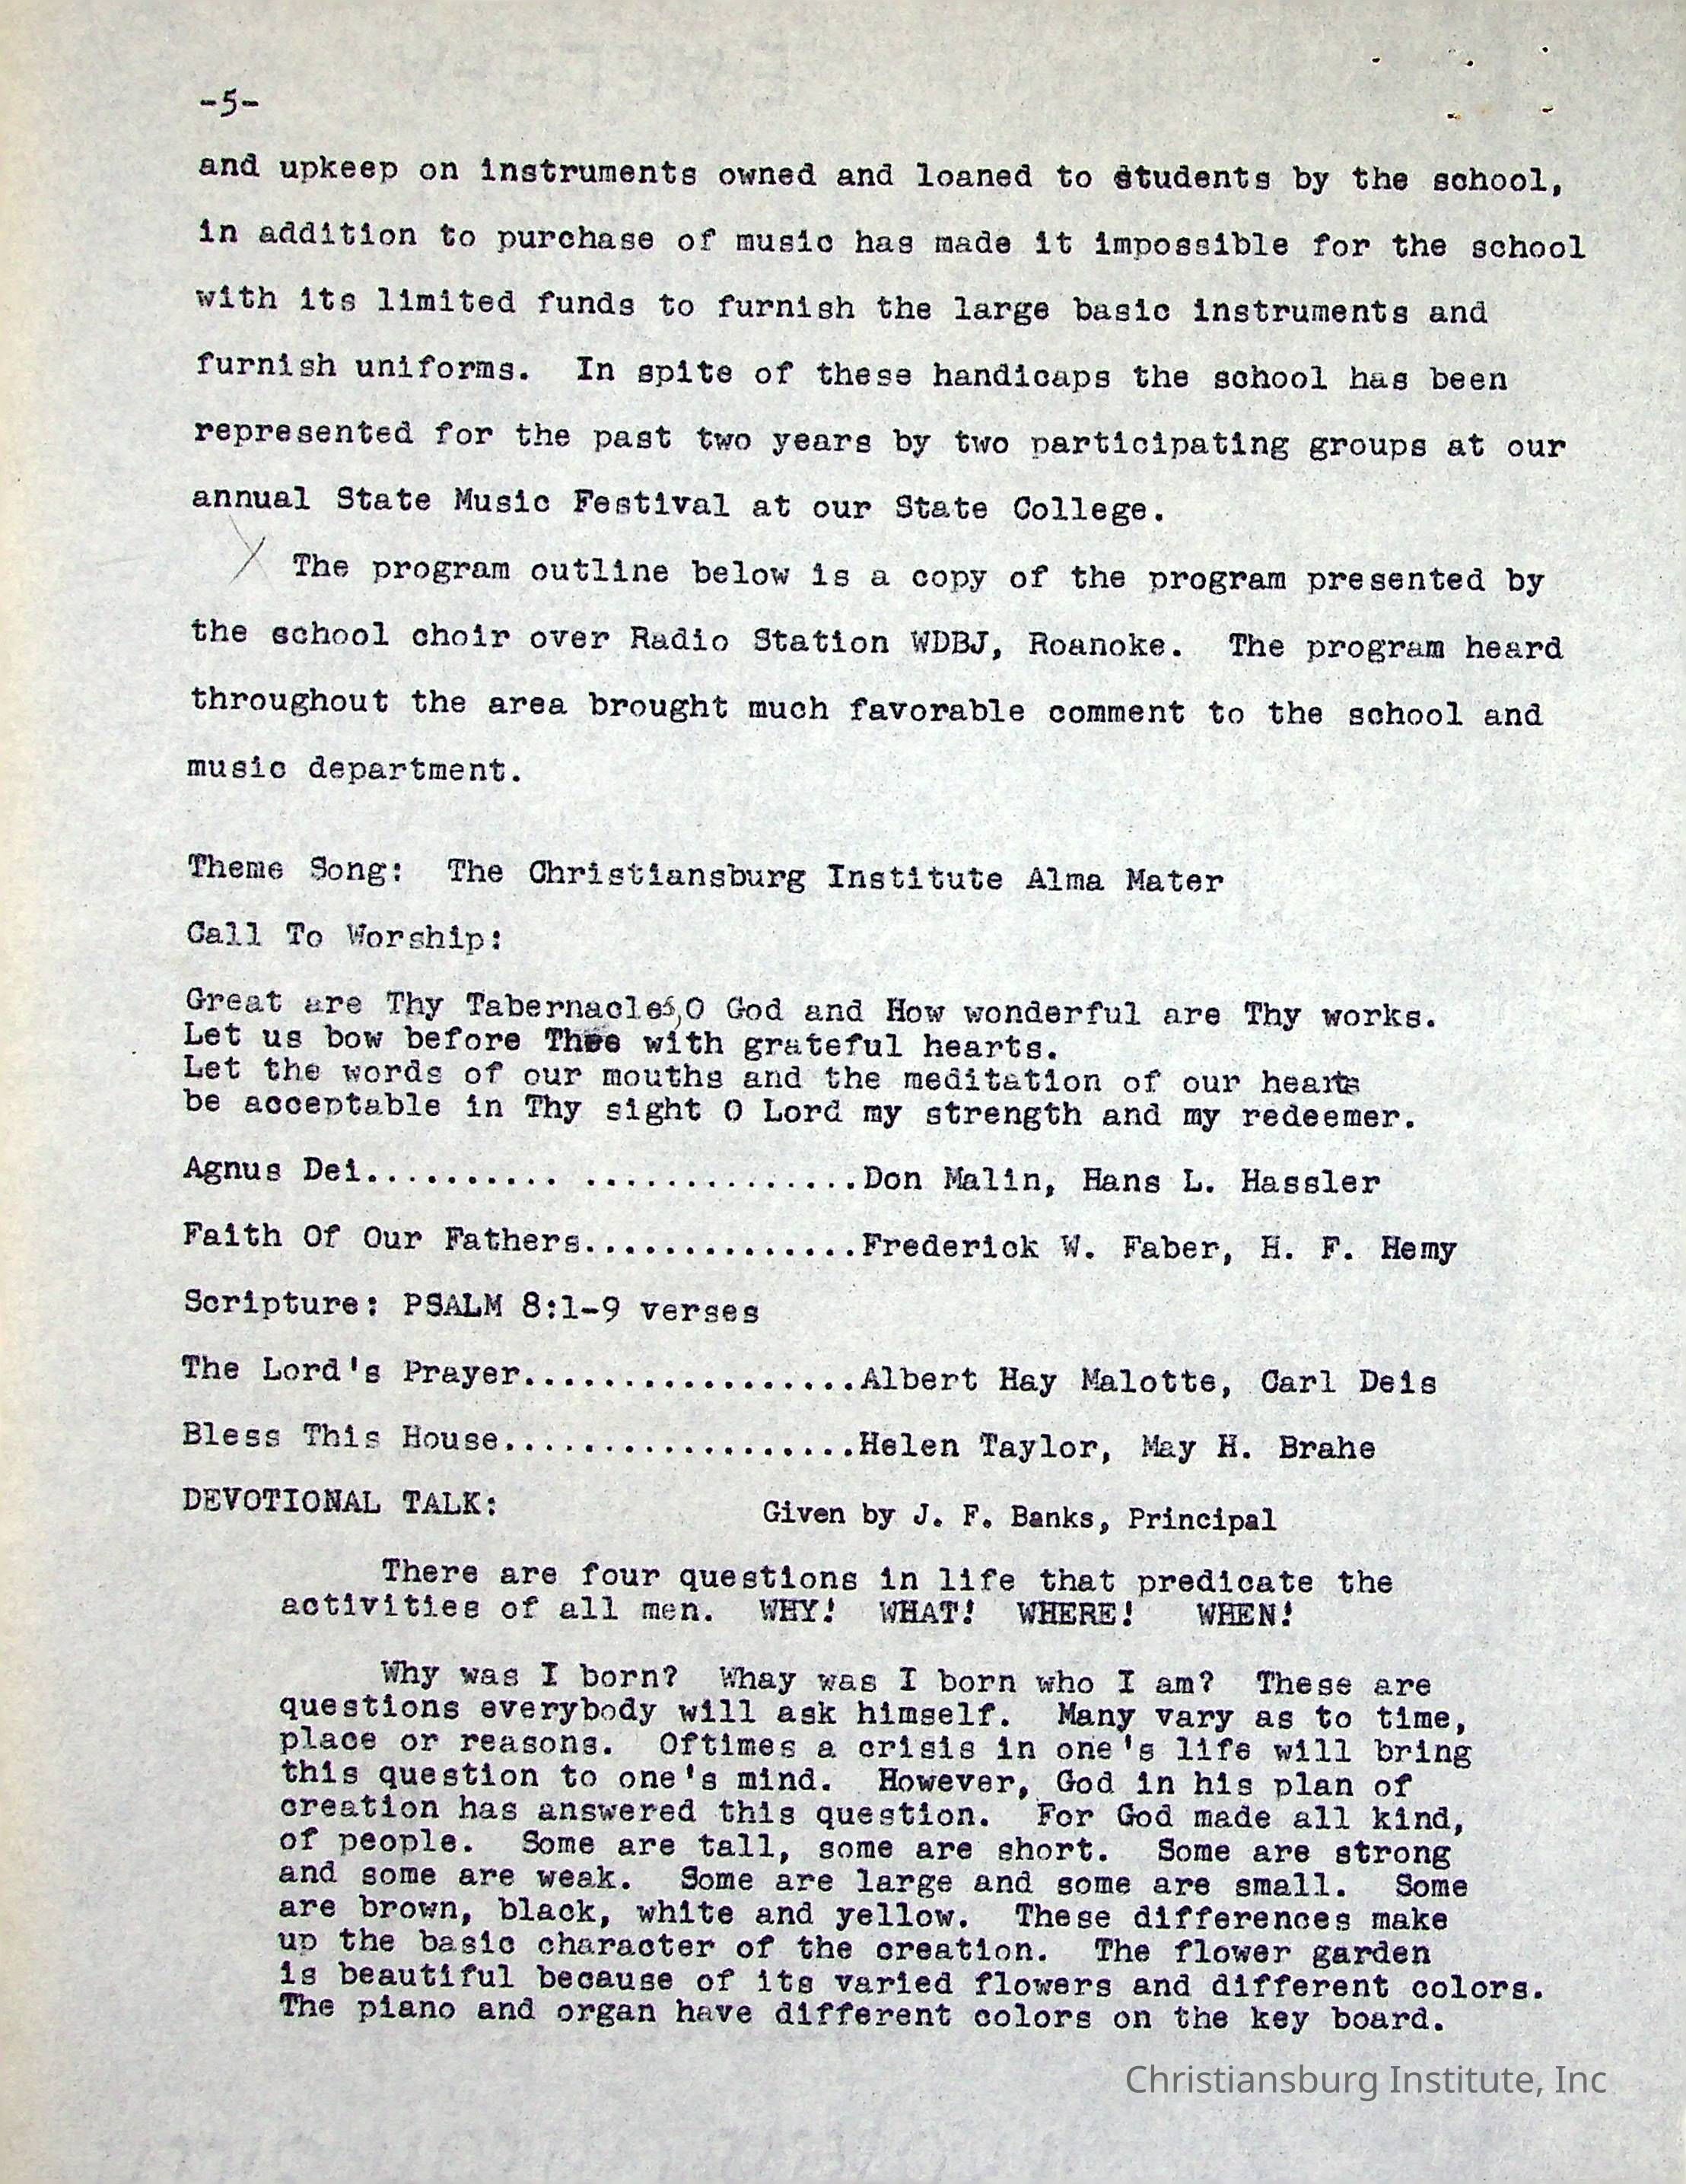 -5-
and upkeep on instruments owned and loaned to students by the school,
in addition to purchase of music has made it impossible for the school
with its limited funds to furnish the large basic instruments and
furnish uniforms. In spite of these handicaps the school has been
represented for the past two years by two participating groups at our
annual State Music Festival at our State College.
The program outline below is a copy of the program presented by
the school choir over Radio Station WDBJ, Roanoke. The program heard
throughout the area brought much favorable comment to the school and
music department.
Theme Song: The Christiansburg Institute Alma Mater
Call To Worship:
Great are Thy Tabernacles, O God and How wonderful are Thy works.
Let us bow before Thee with grateful hearts.
Let the words of our mouths and the meditation of our hearts
be acceptable in Thy sight O Lord my strength and my redeemer.
Agnus Dei.......... ..............Don Malin, Hans L. Hassler
Faith Of Our Fathers..............Frederick W. Faber, H. F. Hemy
Scripture: PSALM 8:1-9 verses
The Lord's Prayer.................Albert Hay Malotte, Carl Deis
Bless This House..................Helen Taylor, May H. Brahe
DEVOTIONAL TALK: Given by J. F. Banks, Principal
There are four questions in life that predicate the
activities of all men. WHY! WHAT! WHERE! WHEN!
Why was I born? Whay was I born who I am? These are
questions everybody will ask himself. Many vary as to time,
place or reasons. Oftimes a crisis in one's life will bring
this question to one's mind. However, God in his plan of
creation has answered this question. For God made all kind,
of people. Some are tall, some are short. Some are strong
and some are weak. Some are large and some are small. Some
are brown, black, white and yellow. These differences make
up the basic character of the creation. The flower garden
is beautiful because of its varied flowers and different colors.
The piano and organ have different colors on the key board.
Christiansburg Institute, Inc